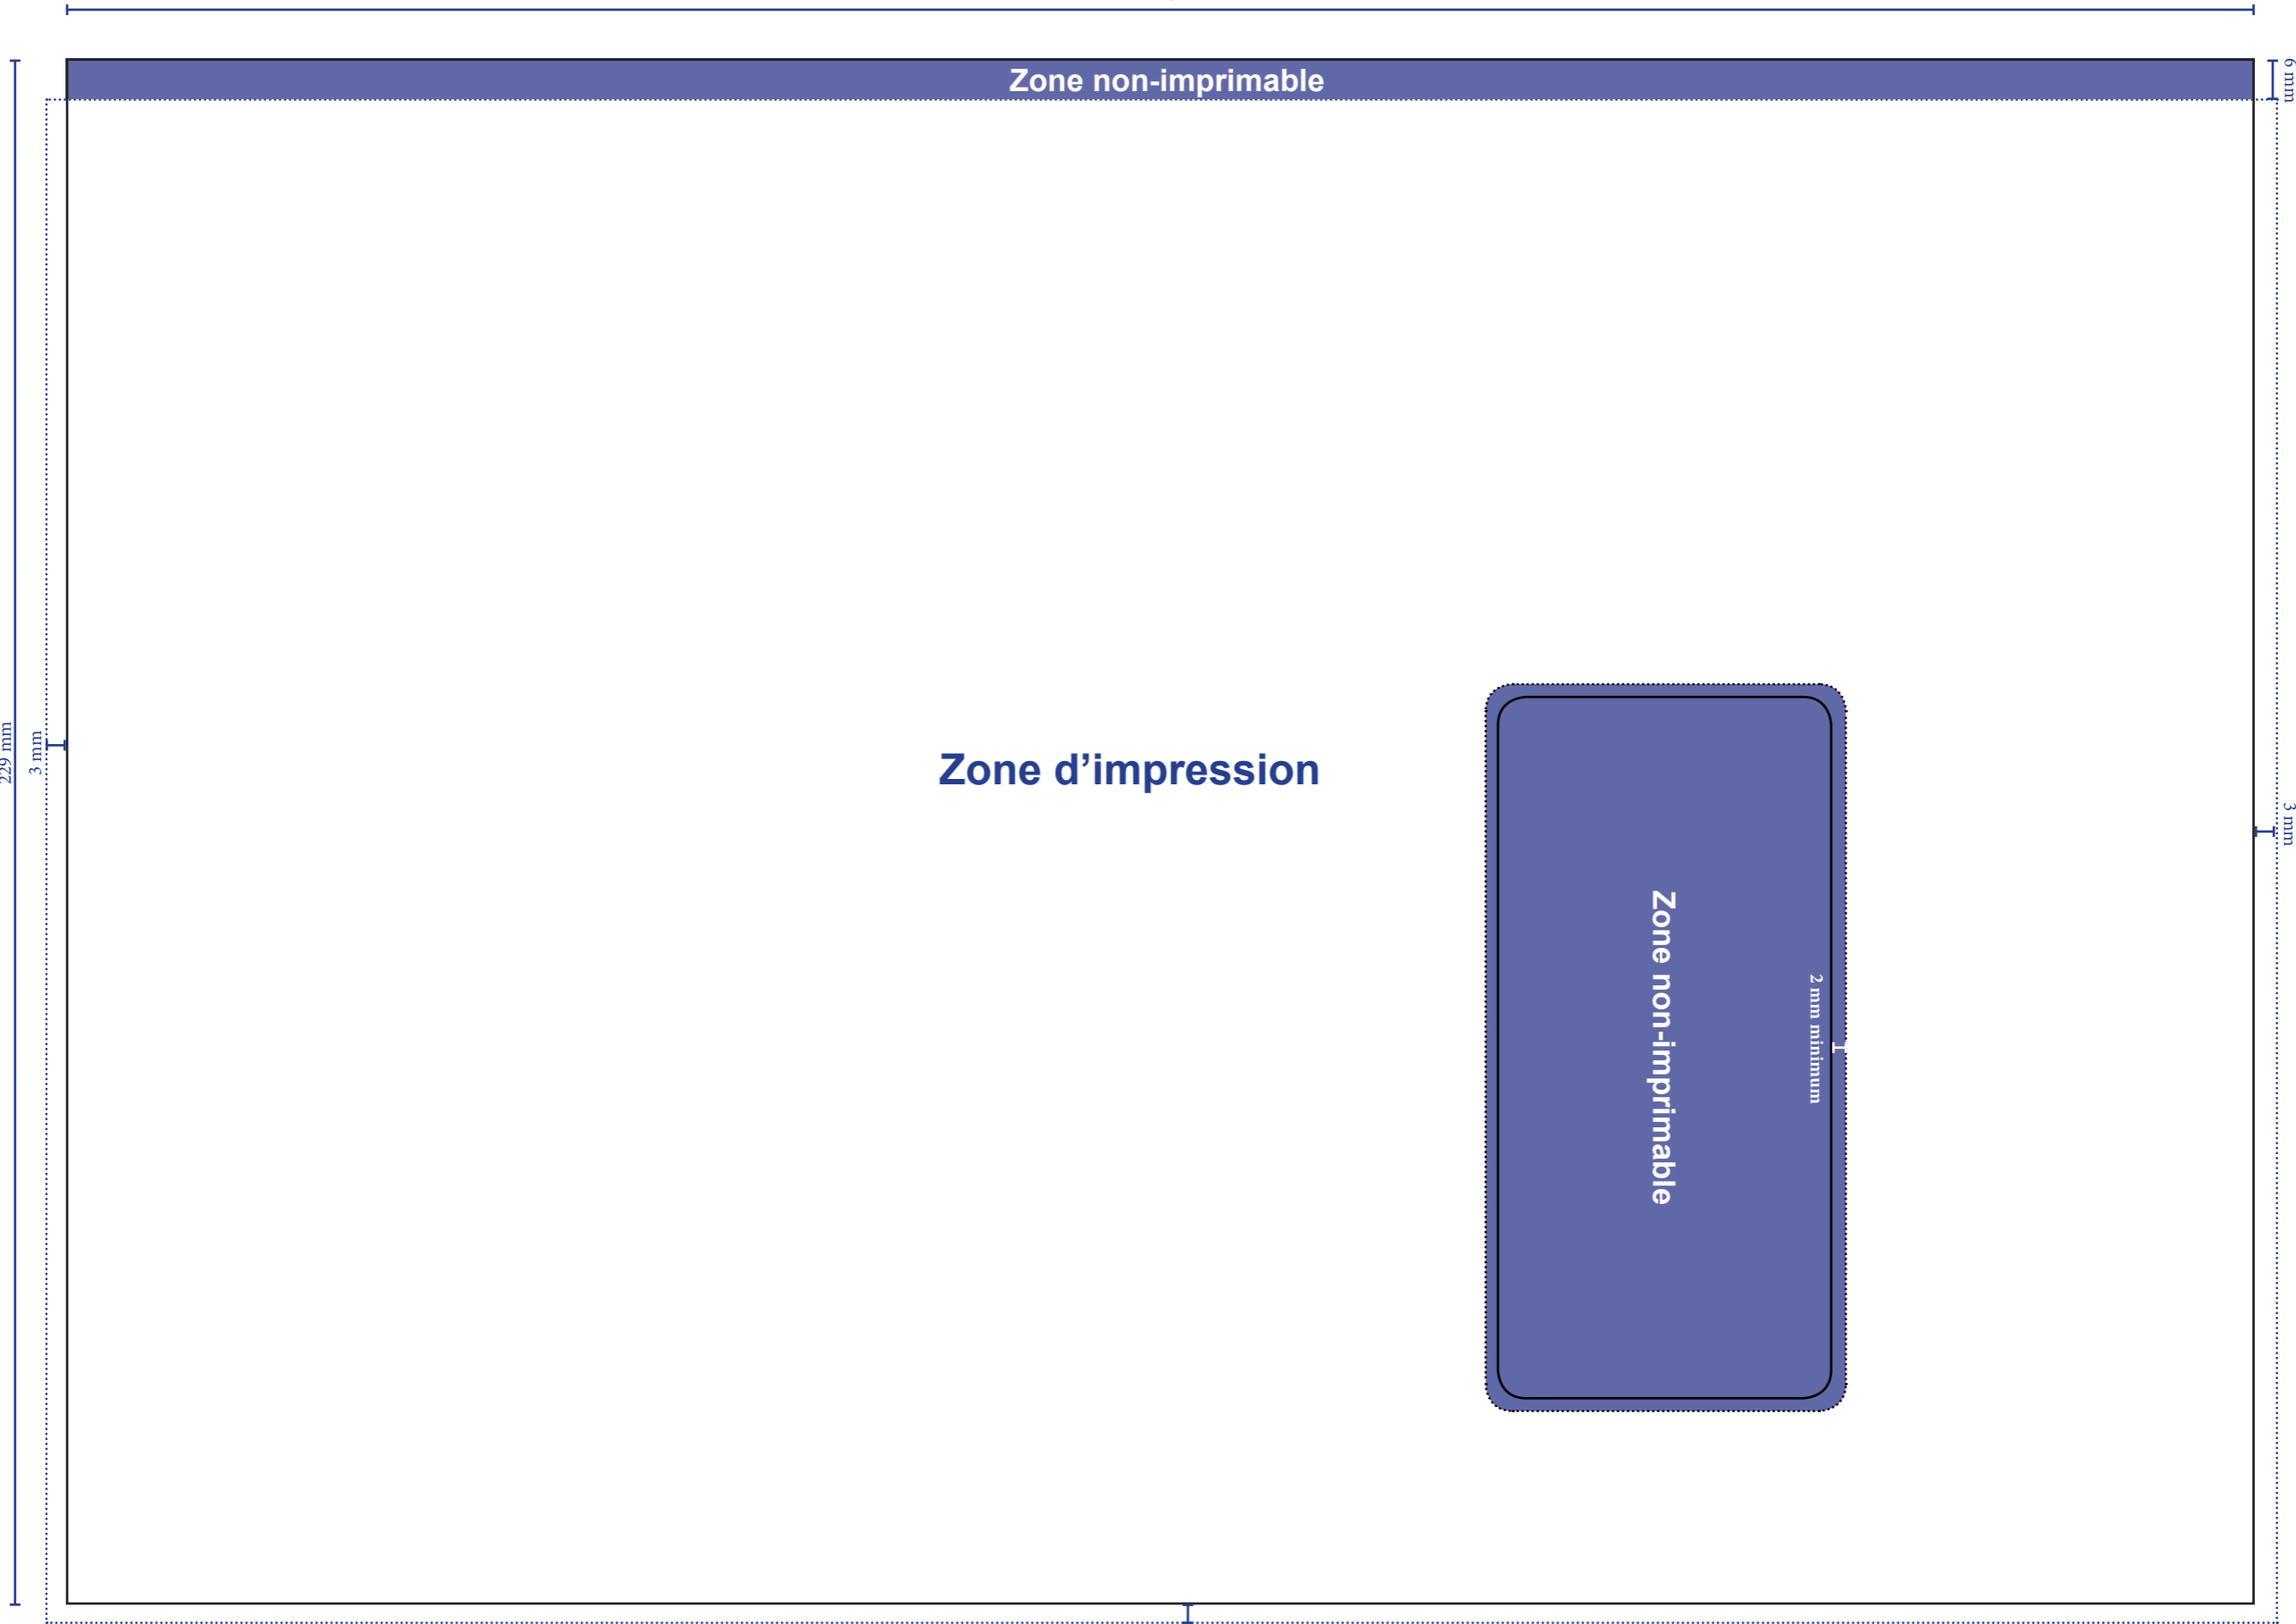 Zone non-imprimable
6 mm
229 mm
3 mm
Zone d’impression
3 mm
Zone non-imprimable
2 mm minimum